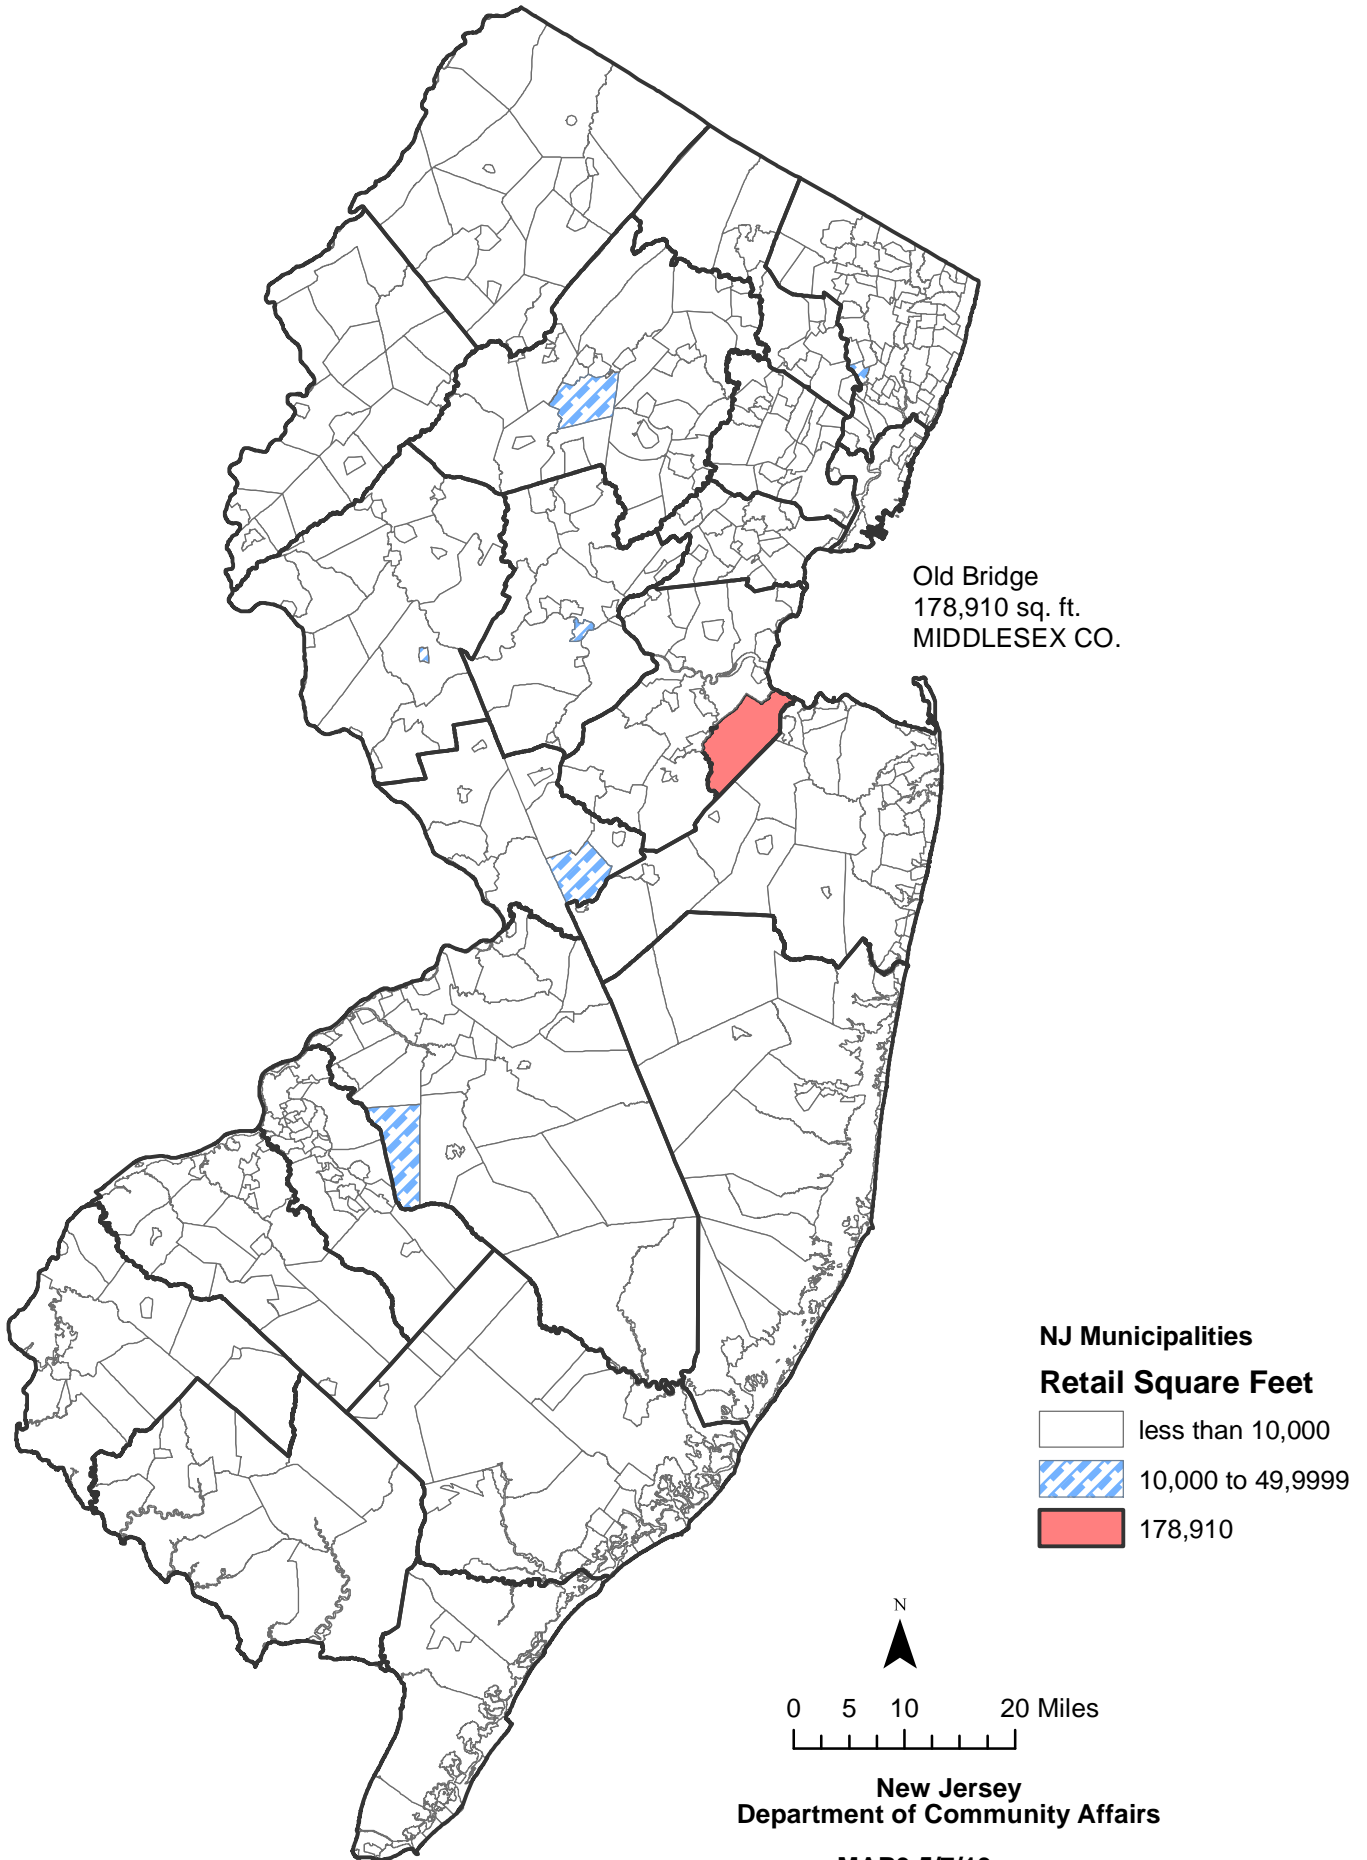 Old Bridge
178,910 sq. ft.
MIDDLESEX CO.
NJ Municipalities
Retail Square Feet
less than 10,000
10,000 to 49,9999
178,910
N
0 5 10 20 Miles
New Jersey
Department of Community Affairs